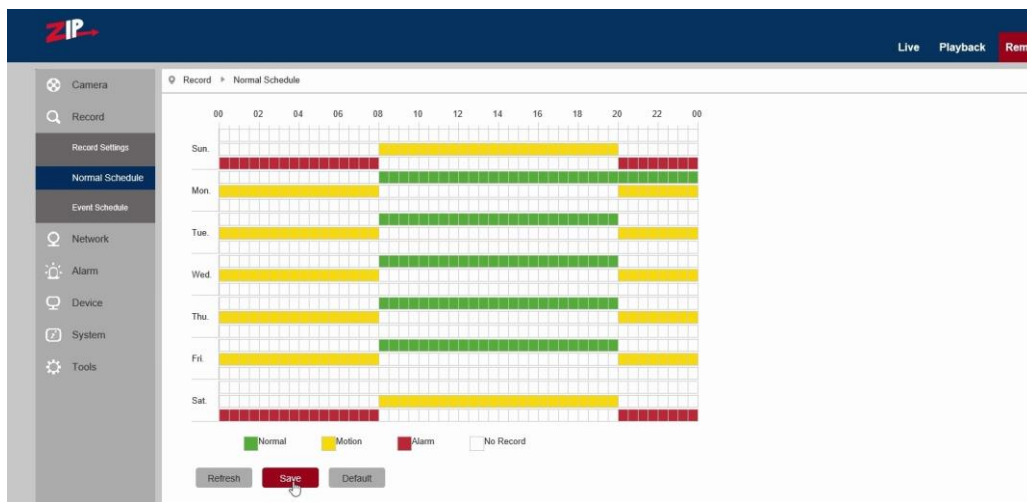 ZIP
Live Playback Rem
Camera
Record
Record Settings
Normal Schedule
Event Schedule
Network
Alarm
Device
System
Tools
Record Normal Schedule
00 02 04 06 08 10 12 14 16 18 20 22 00
Sun.
Mon.
Tue.
Wed.
Thu.
Fri.
Sat.
Normal Motion Alarm No Record
Refresh Save Default